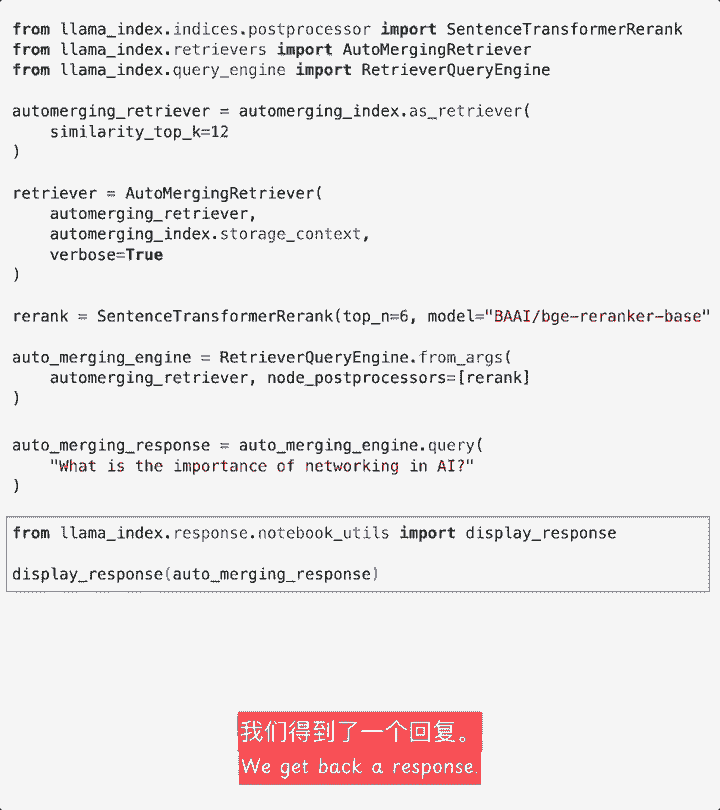 from llama_index.indices.postprocessor import SentenceTransformerRerank
from llama_index.retrievers import AutoMergingRetriever
from llama_index.query_engine import RetrieverQueryEngine
automerging_retriever = automerging_index.as_retriever(
similarity_top_k=12
)
retriever = AutoMergingRetriever(
automerging_retriever,
automerging_index.storage_context,
verbose=True
)
rerank = SentenceTransformerRerank(top_n=6, model="BAAI/bge-reranker-base"
auto_merging_engine = RetrieverQueryEngine.from_args(
automerging_retriever, node_postprocessors=[rerank]
)
auto_merging_response = auto_merging_engine.query(
"What is the importance of networking in AI?"
)
from llama_index.response.notebook_utils import display_response
display_response(auto_merging_response)
我们得到了一个回复。
We get back a response.